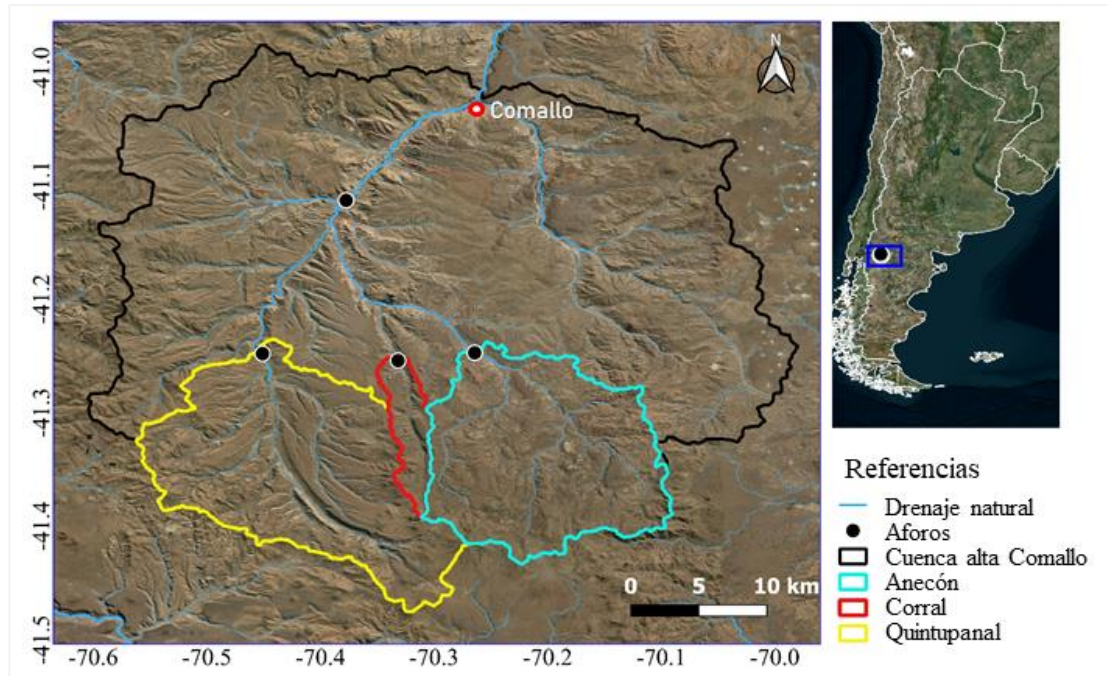 N
Comallo
-41.0
-41.1
-41.2
-41.3
-41.4
-41.5
0 5 10 km
-70.6 -70.5 -70.4 -70.3 -70.2 -70.1 -70.0
Referencias
Drenaje natural
Aforos
Cuenca alta Comallo
Anecón
Corral
Quintupanal